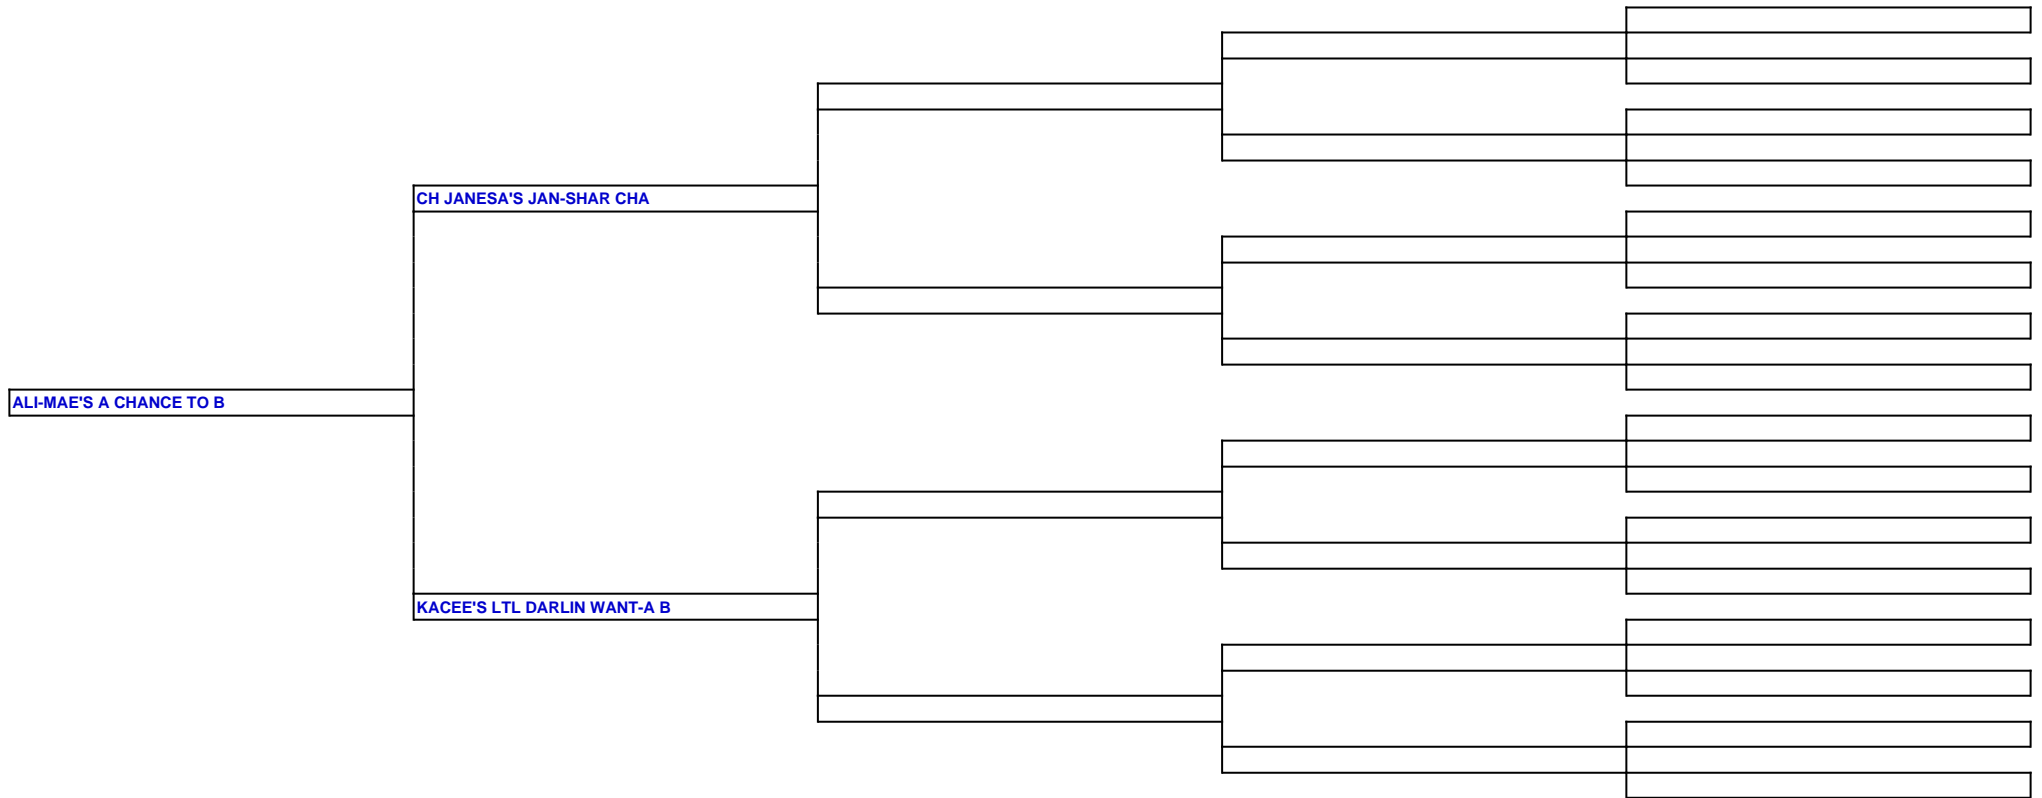 CH JANESA'S JAN-SHAR CHA
ALI-MAE'S A CHANCE TO B
KACEE'S LTL DARLIN WANT-A B